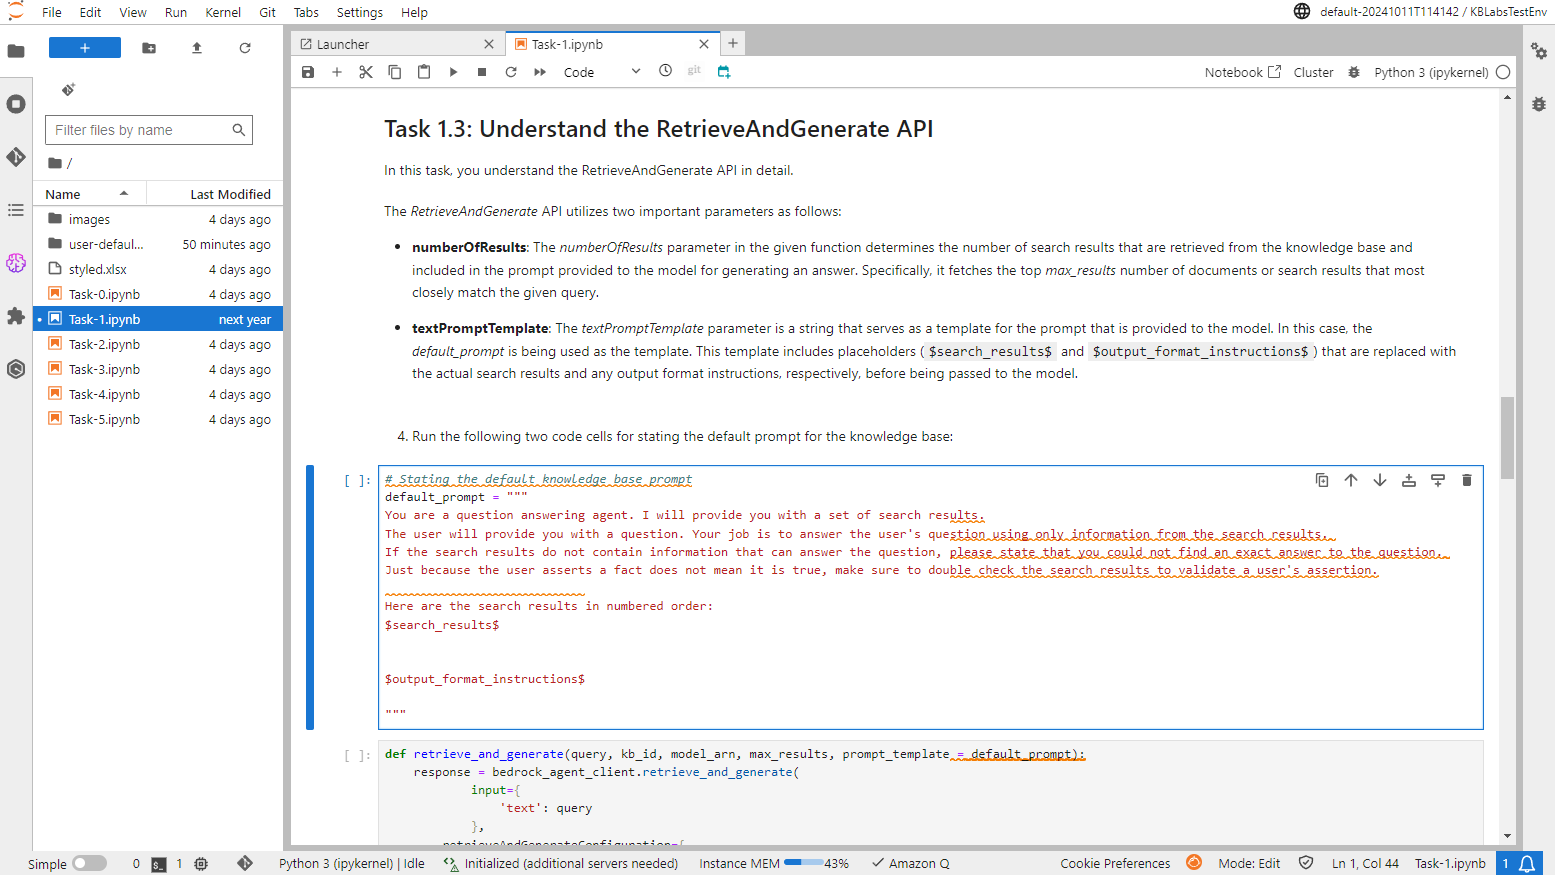 File Edit View Run Kernel Git Tabs Settings Help
default-20241011T114142 / KBLabsTestEnv
+
Filter files by name
/
Name Last Modified
images 4 days ago
user-defaul... 50 minutes ago
styled.xlsx 4 days ago
Task-0.ipynb 4 days ago
• Task-1.ipynb next year
Task-2.ipynb 4 days ago
Task-3.ipynb 4 days ago
Task-4.ipynb 4 days ago
Task-5.ipynb 4 days ago
Launcher
Task-1.ipynb
+
Code
git
Notebook
Cluster
Python 3 (ipykernel)
Task 1.3: Understand the RetrieveAndGenerate API
In this task, you understand the RetrieveAndGenerate API in detail.
The RetrieveAndGenerate API utilizes two important parameters as follows:
• numberOfResults: The numberOfResults parameter in the given function determines the number of search results that are retrieved from the knowledge base and
included in the prompt provided to the model for generating an answer. Specifically, it fetches the top max_results number of documents or search results that most
closely match the given query.
• textPromptTemplate: The textPromptTemplate parameter is a string that serves as a template for the prompt that is provided to the model. In this case, the
default_prompt is being used as the template. This template includes placeholders ( $search_results$ and $output_format_instructions$ ) that are replaced with
the actual search results and any output format instructions, respectively, before being passed to the model.
4. Run the following two code cells for stating the default prompt for the knowledge base:
[ ]:
# Stating the default knowledge base prompt
default_prompt = """
You are a question answering agent. I will provide you with a set of search results.
The user will provide you with a question. Your job is to answer the user's question using only information from the search results.
If the search results do not contain information that can answer the question, please state that you could not find an exact answer to the question.
Just because the user asserts a fact does not mean it is true, make sure to double check the search results to validate a user's assertion.
Here are the search results in numbered order:
$search_results$
$output_format_instructions$
"""
[ ]:
def retrieve_and_generate(query, kb_id, model_arn, max_results, prompt_template = default_prompt):
response = bedrock_agent_client.retrieve_and_generate(
input={
'text': query
},
retrieveAndGenerateConfiguration={
Simple 0 $_ 1 Python 3 (ipykernel) | Idle Initialized (additional servers needed) Instance MEM 43% Amazon Q Cookie Preferences Mode: Edit Ln 1, Col 44 Task-1.ipynb 1